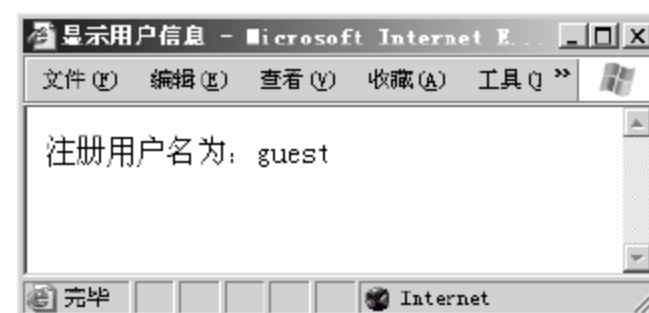 显示用户信息 - Microsoft Internet E...
文件(F) 编辑(E) 查看(V) 收藏(A) 工具(
注册用户名为：guest
完毕 Internet